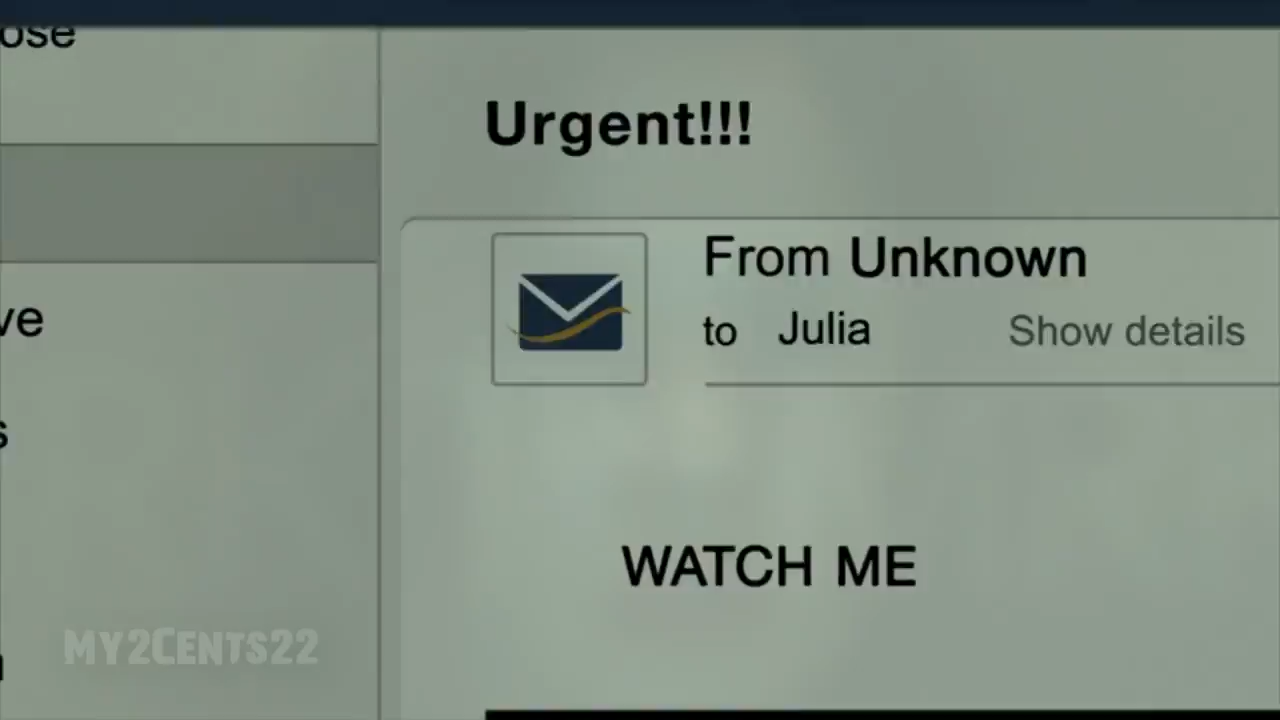 Urgent!!!
From Unknown
to Julia Show details
WATCH ME
MY2CENTS22